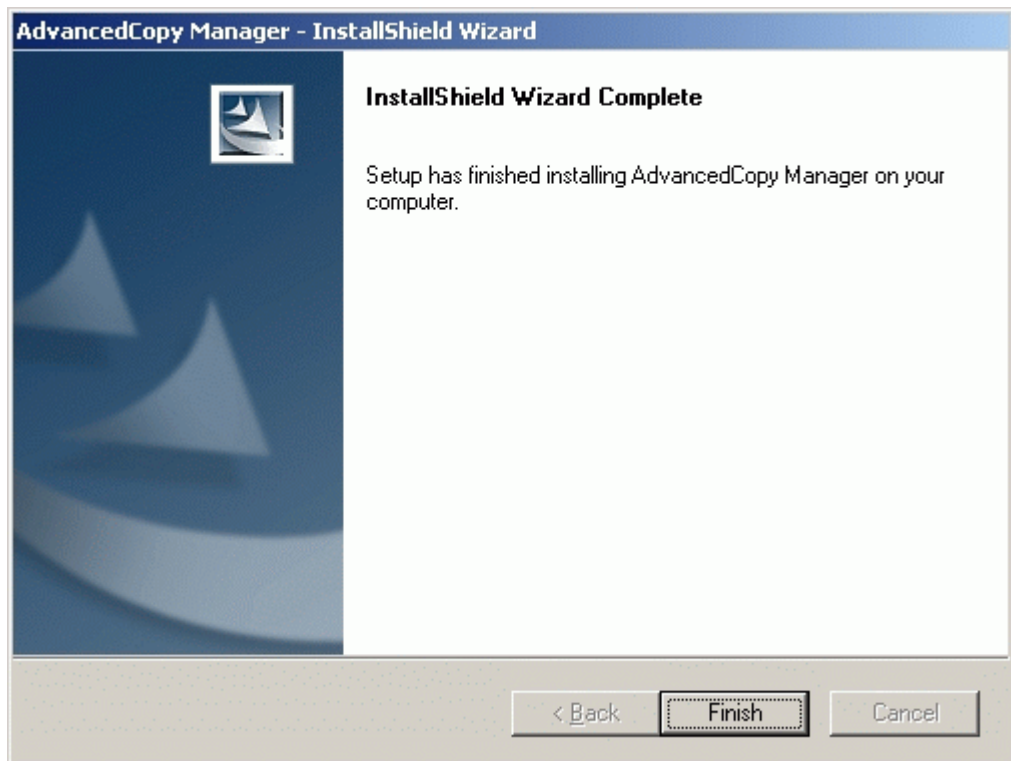 AdvancedCopy Manager - InstallShield Wizard
InstallShield Wizard Complete
Setup has finished installing AdvancedCopy Manager on your
computer.
< Back Finish Cancel